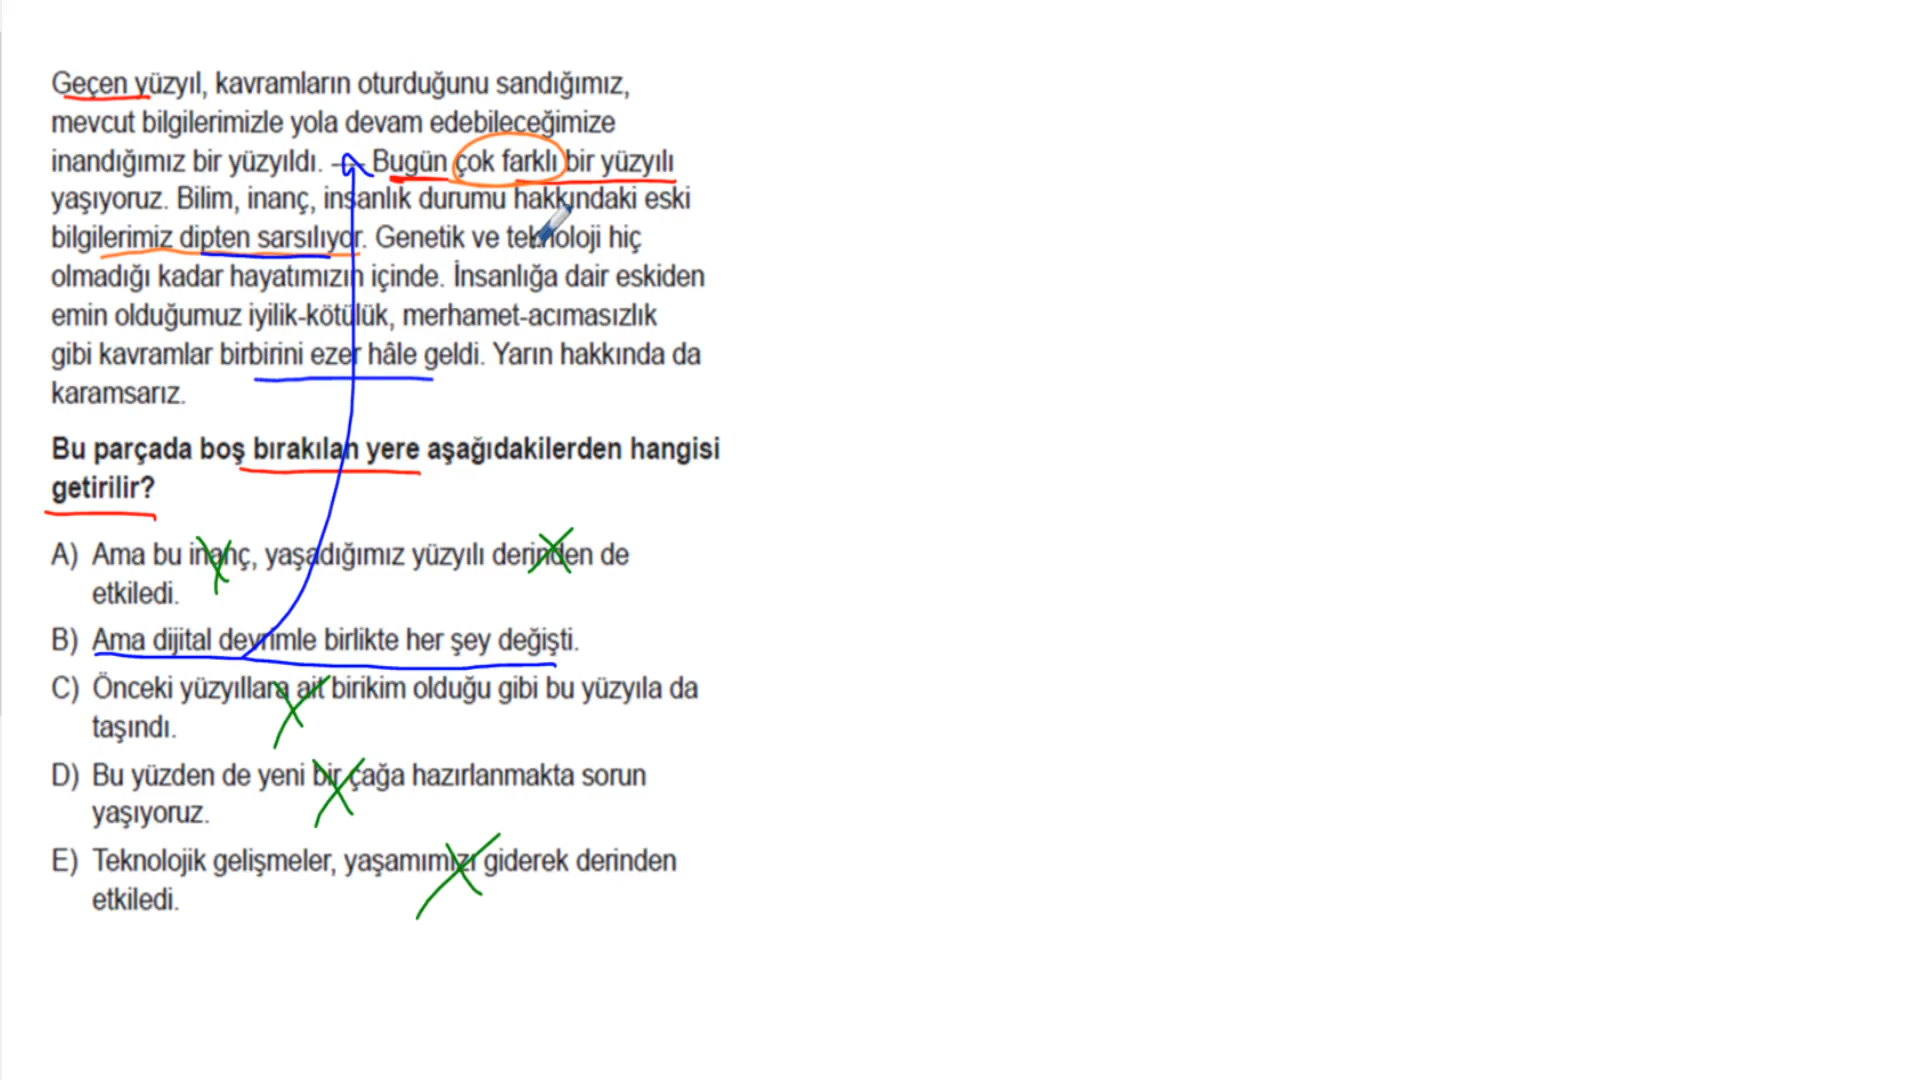 Geçen yüzyıl, kavramların oturduğunu sandığımız,
mevcut bilgilerimizle yola devam edebileceğimize
inandığımız bir yüzyıldı. ---- Bugün çok farklı bir yüzyılı
yaşıyoruz. Bilim, inanç, insanlık durumu hakkındaki eski
bilgilerimiz dipten sarsılıyor. Genetik ve teknoloji hiç
olmadığı kadar hayatımızın içinde. İnsanlığa dair eskiden
emin olduğumuz iyilik-kötülük, merhamet-acımasızlık
gibi kavramlar birbirini ezer hâle geldi. Yarın hakkında da
karamsarız.
Bu parçada boş bırakılan yere aşağıdakilerden hangisi
getirilir?
A) Ama bu inanç, yaşadığımız yüzyılı derinden de
etkiledi.
B) Ama dijital devrimle birlikte her şey değişti.
C) Önceki yüzyıllara ait birikim olduğu gibi bu yüzyıla da
taşındı.
D) Bu yüzden de yeni bir çağa hazırlanmakta sorun
yaşıyoruz.
E) Teknolojik gelişmeler, yaşamımızı giderek derinden
etkiledi.